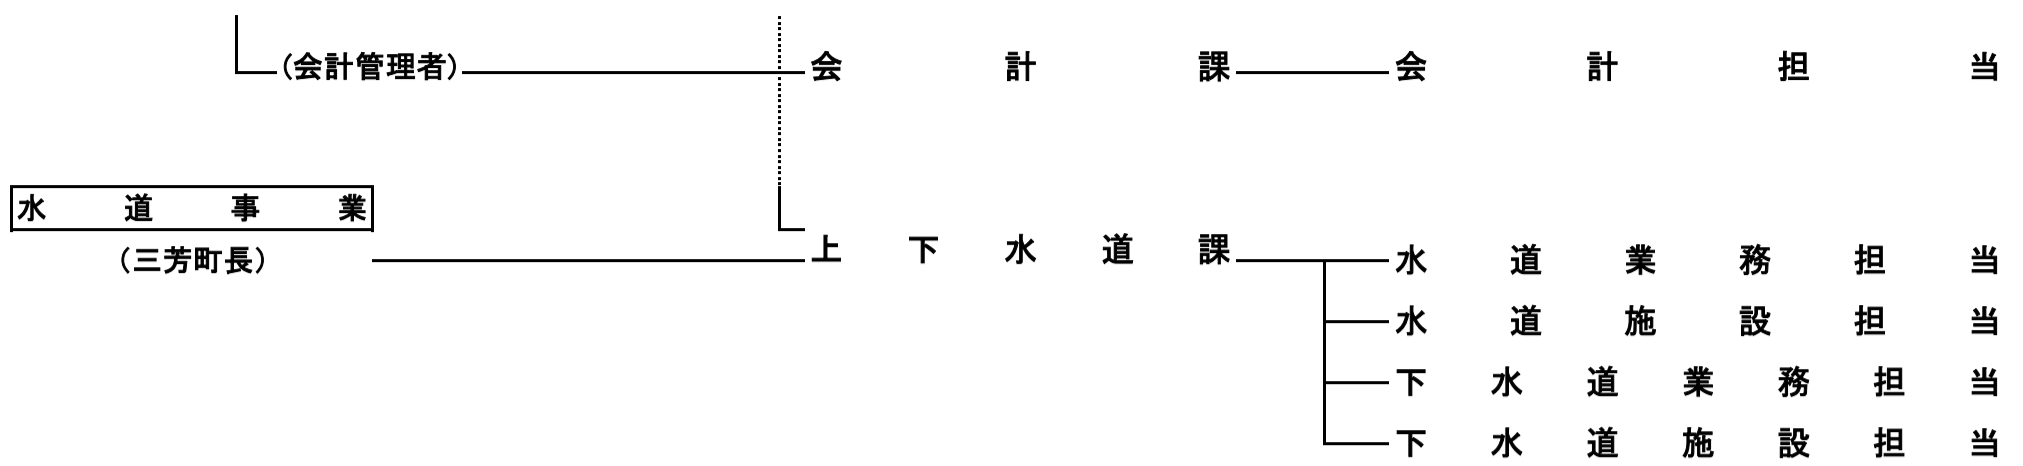 （会計管理者） 会計課 会計担当
水道事業
（三芳町長） 上下水道課 水道業務担当
水道施設担当
下水道業務担当
下水道施設担当